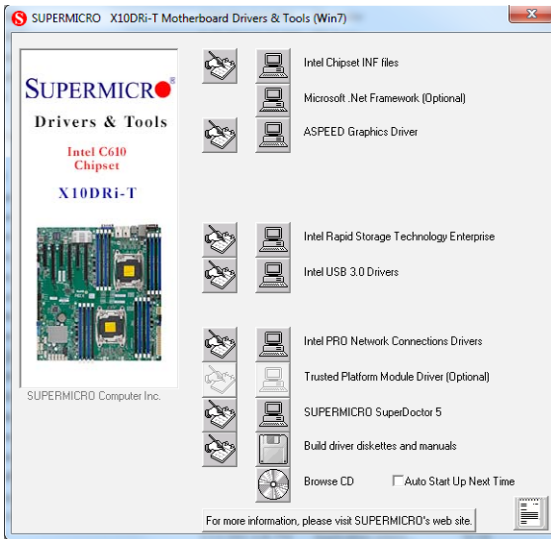 SUPERMICRO X10DRi-T Motherboard Drivers & Tools (Win7)
SUPERMICRO
Drivers & Tools
Intel C610
Chipset
X10DRi-T
SUPERMICRO Computer Inc.
Intel Chipset INF files
Microsoft .Net Framework (Optional)
ASPEED Graphics Driver
Intel Rapid Storage Technology Enterprise
Intel USB 3.0 Drivers
Intel PRO Network Connections Drivers
Trusted Platform Module Driver (Optional)
SUPERMICRO SuperDoctor 5
Build driver diskettes and manuals
Browse CD Auto Start Up Next Time
For more information, please visit SUPERMICRO's web site.